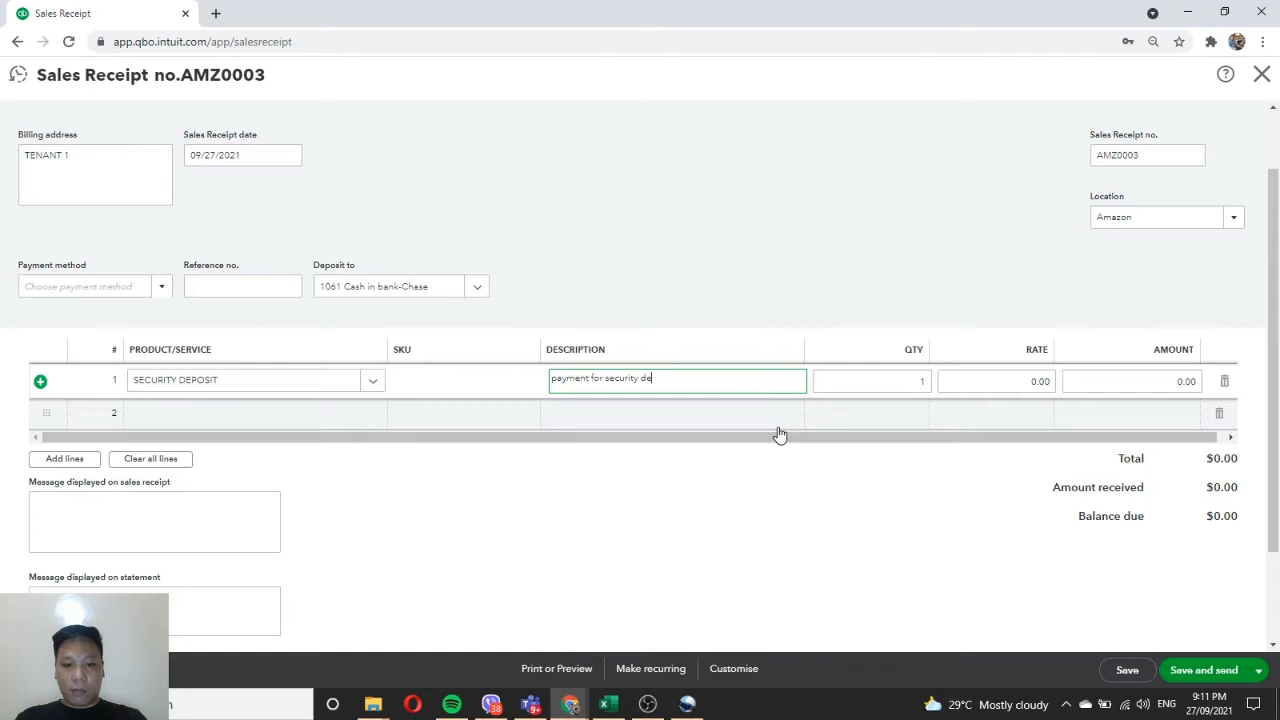 Sales Receipt
app.qbo.intuit.com/app/salesreceipt
Sales Receipt no.AMZ0003
Billing address
Sales Receipt date
Sales Receipt no.
TENANT 1
09/27/2021
AMZ0003
Location
Amazon
Payment method
Reference no.
Deposit to
Choose payment method
1061 Cash in bank-Chase
# PRODUCT/SERVICE SKU DESCRIPTION QTY RATE AMOUNT
1 SECURITY DEPOSIT payment for security de 1 0.00 0.00
2
Add lines Clear all lines
Total $0.00
Message displayed on sales receipt
Amount received $0.00
Balance due $0.00
Message displayed on statement
Print or Preview Make recurring Customise Save Save and send
38
9+
29°C Mostly cloudy
ENG
9:11 PM
27/09/2021